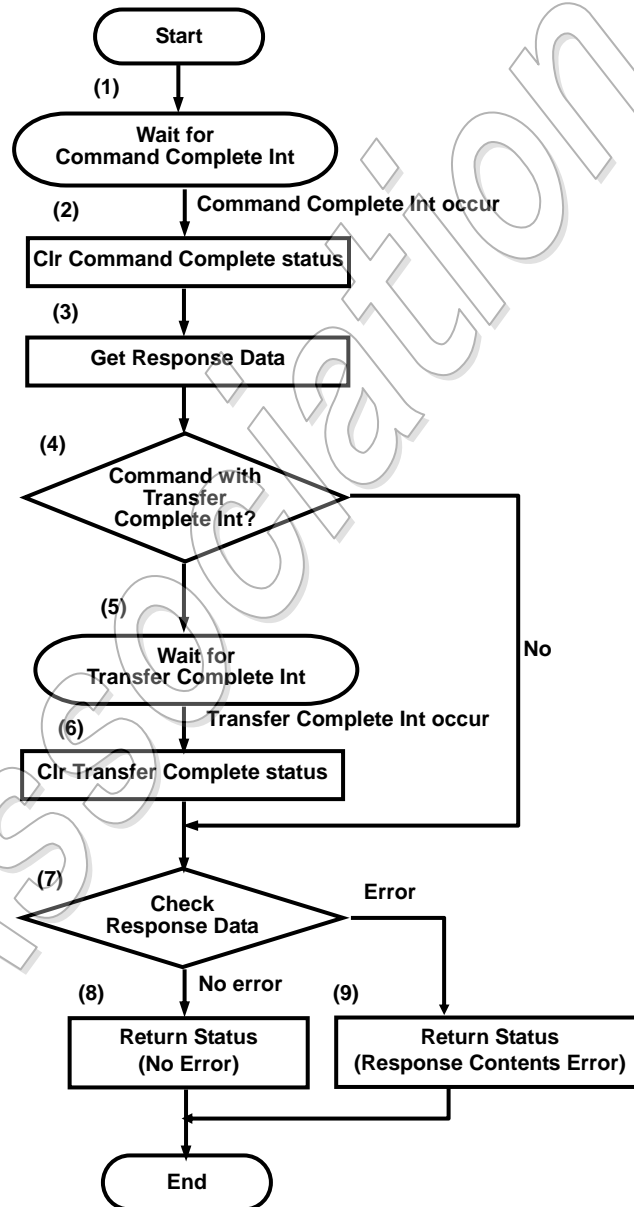 Start
(1)
Wait for
Command Complete Int
(2)
Command Complete Int occur
Clr Command Complete status
(3)
Get Response Data
(4)
Command with
Transfer
Complete Int?
(5)
Wait for
Transfer Complete Int
No
(6)
Transfer Complete Int occur
Clr Transfer Complete status
(7)
Check
Response Data
Error
No error
(8)
(9)
Return Status
(No Error)
Return Status
(Response Contents Error)
End
ssociation